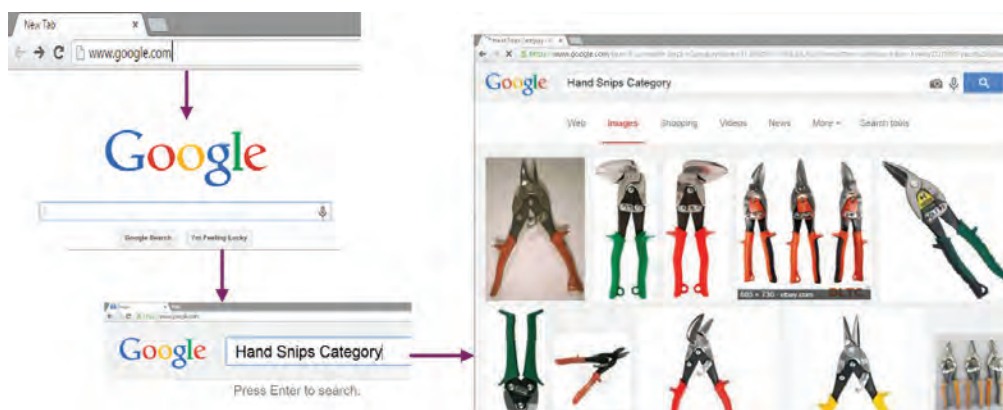 New Tab
www.google.com
Google
Google Search I'm Feeling Lucky
Google Hand Snips Category
Press Enter to search.
Google Hand Snips Category
Web Images Shopping Videos News More Search tools
DLTC